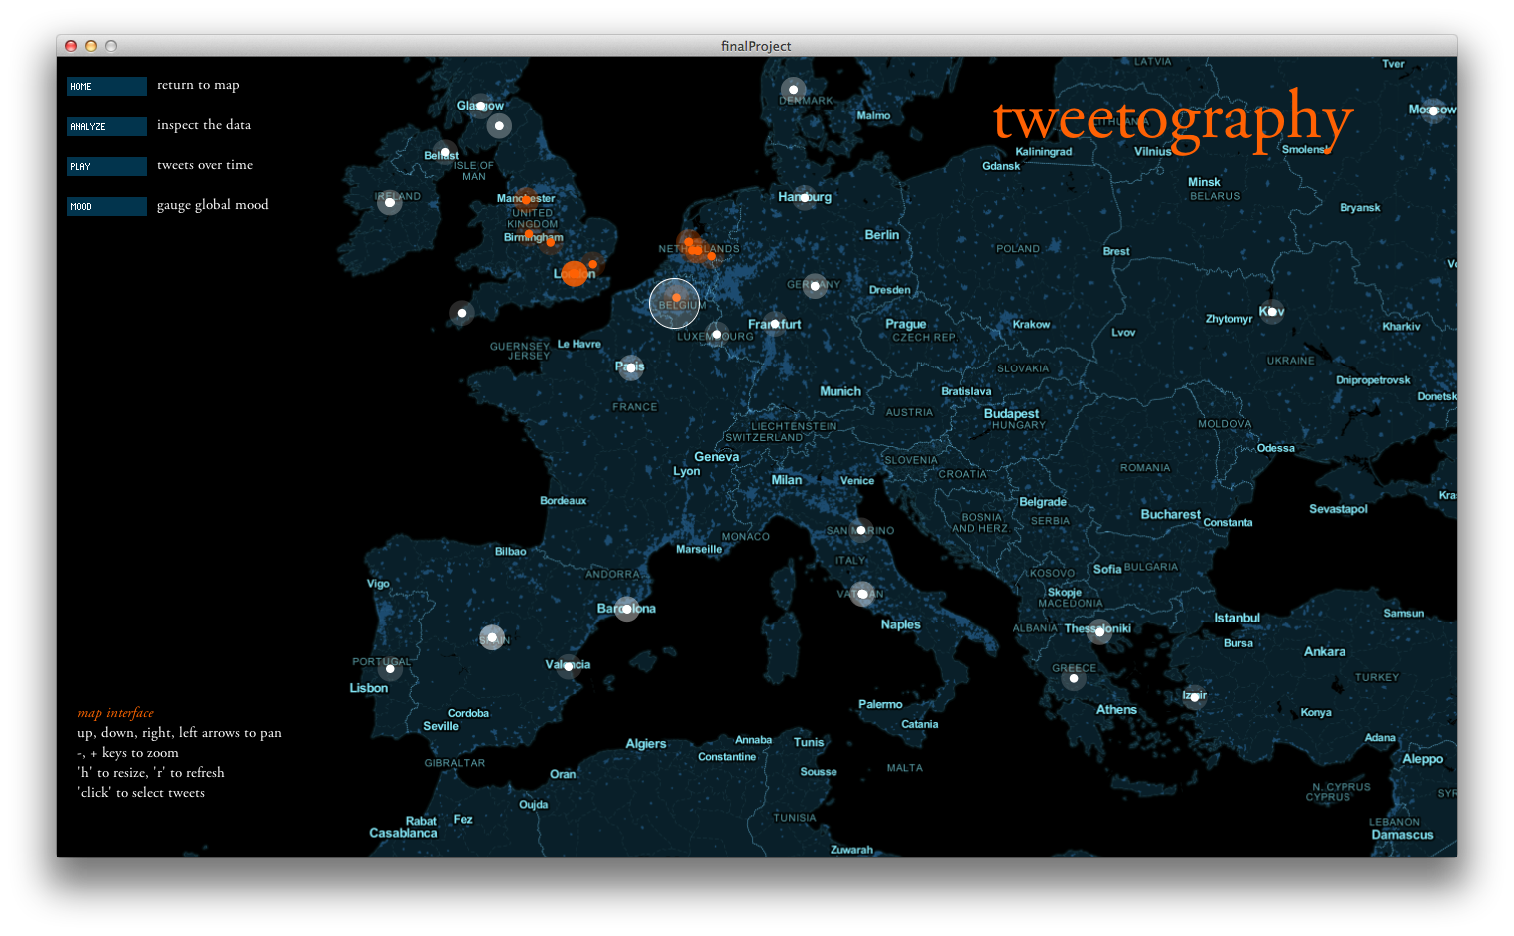 finalProject
HOME return to map
ANALYZE inspect the data
PLAY tweets over time
MOOD gauge global mood
tweetography
LATVIA
Tver
Glasgow
DENMARK
Malmo
LITHUANIA
Moscow
Belfast
ISLE OF
MAN
Kaliningrad
Vilnius
Smolensk
Gdansk
IRELAND
Manchester
Hamburg
Minsk
BELARUS
Bryansk
UNITED
KINGDOM
Birmingham
NETHERLANDS
Berlin
POLAND
Brest
London
GERMANY
Dresden
BELGIUM
Kiev
Zhytomyr
Kharkiv
Frankfurt
Prague
Krakow
LUXEMBOURG
CZECH REP.
Lvov
GUERNSEY
JERSEY
Le Havre
Paris
SLOVAKIA
UKRAINE
Dnipropetrovsk
Munich
Bratislava
Donetsk
FRANCE
AUSTRIA
Budapest
HUNGARY
LIECHTENSTEIN
SWITZERLAND
MOLDOVA
Geneva
SLOVENIA
Odessa
Lyon
Milan
Venice
CROATIA
ROMANIA
Bordeaux
Belgrade
SERBIA
BOSNIA
AND HERZ.
Bucharest
Constanta
Sevastapol
Kras
SAN MARINO
MONACO
Bilbao
Marseille
ITALY
ANDORRA
KOSOVO
Sofia
BULGARIA
Vigo
VATICAN
Skopje
MACEDONIA
Barcelona
Naples
ALBANIA
Thessaloniki
Istanbul
Samsun
SPAIN
Bursa
Ankara
PORTUGAL
Valencia
GREECE
TURKEY
Lisbon
Izmir
Palermo
Athens
Konya
Cordoba
Seville
Catania
Algiers
Annaba
Tunis
Adana
Constantine
Aleppo
GIBRALTAR
Oran
Sousse
MALTA
N. CYPRUS
CYPRUS
SYR
Oujda
Rabat
Fez
TUNISIA
LEBANON
Casablanca
Damascus
Zuwarah
map interface
up, down, right, left arrows to pan
-, + keys to zoom
'h' to resize, 'r' to refresh
'click' to select tweets